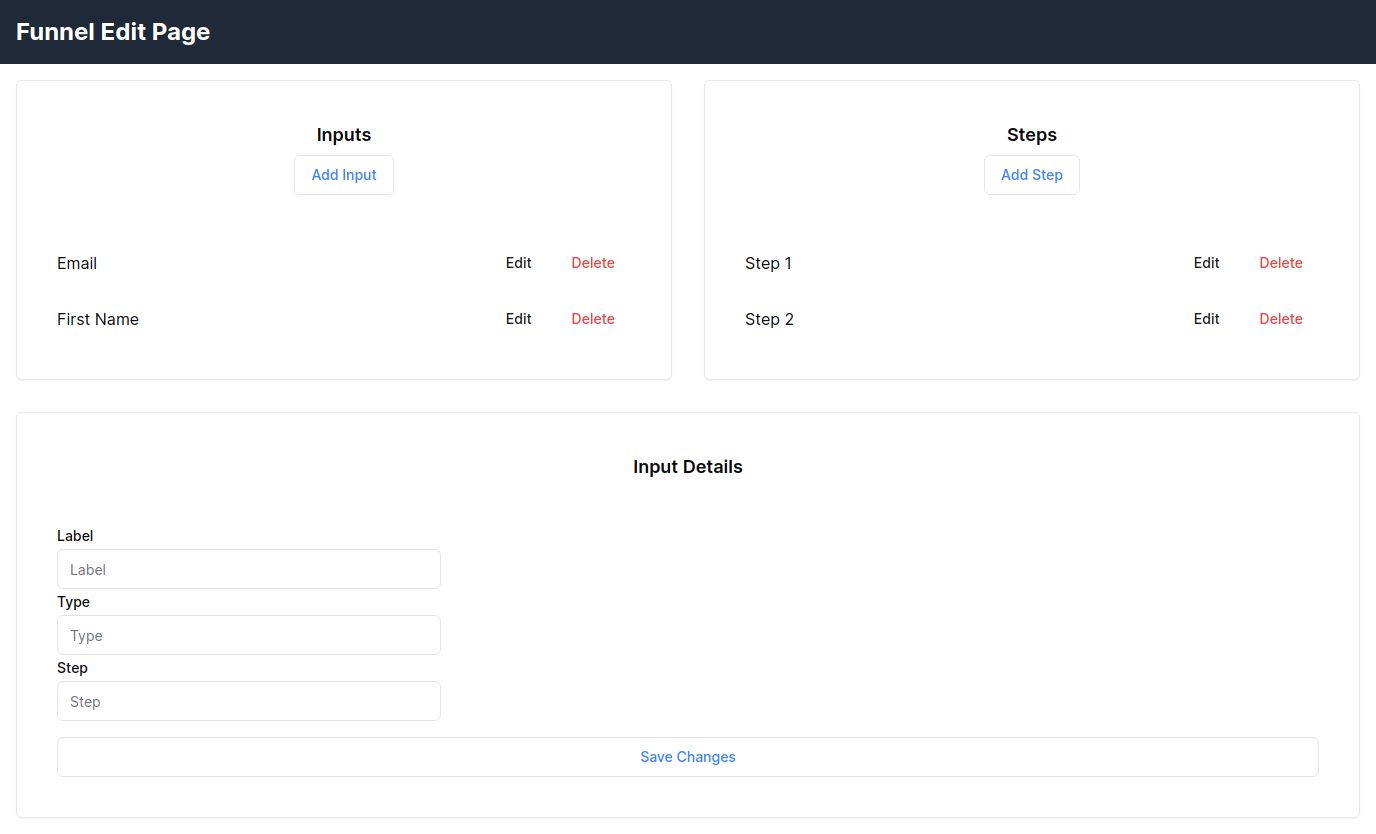 Funnel Edit Page
Inputs
Add Input
Email Edit Delete
First Name Edit Delete
Steps
Add Step
Step 1 Edit Delete
Step 2 Edit Delete
Input Details
Label
Label
Type
Type
Step
Step
Save Changes